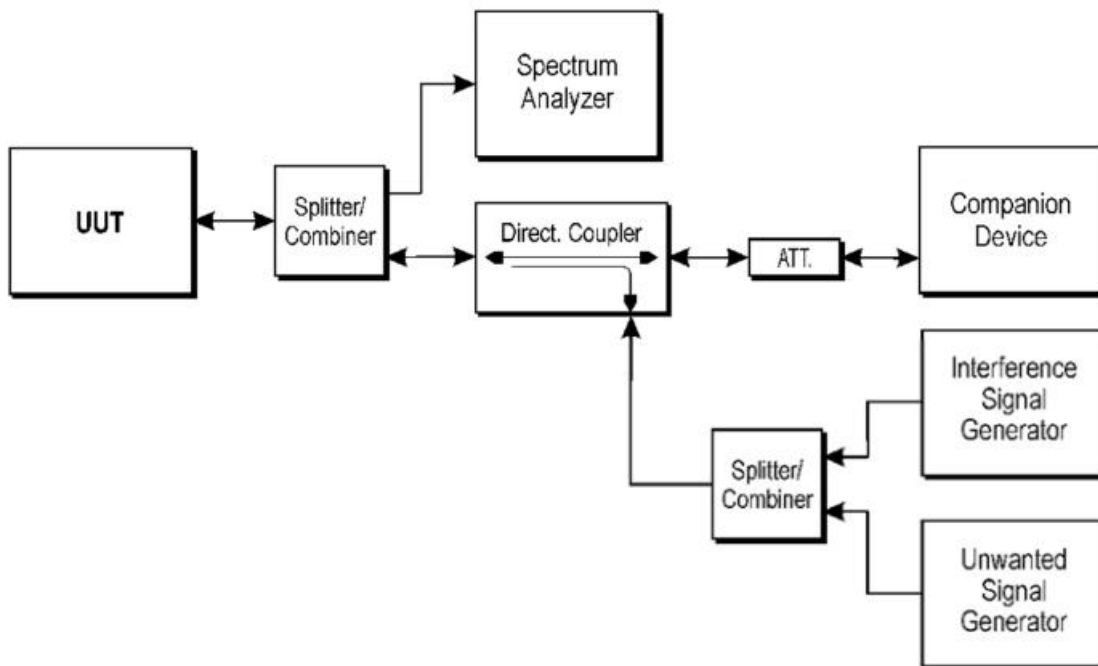 Spectrum
Analyzer
UUT
Splitter/
Combiner
Direct. Coupler
ATT.
Companion
Device
Interference
Signal
Generator
Splitter/
Combiner
Unwanted
Signal
Generator